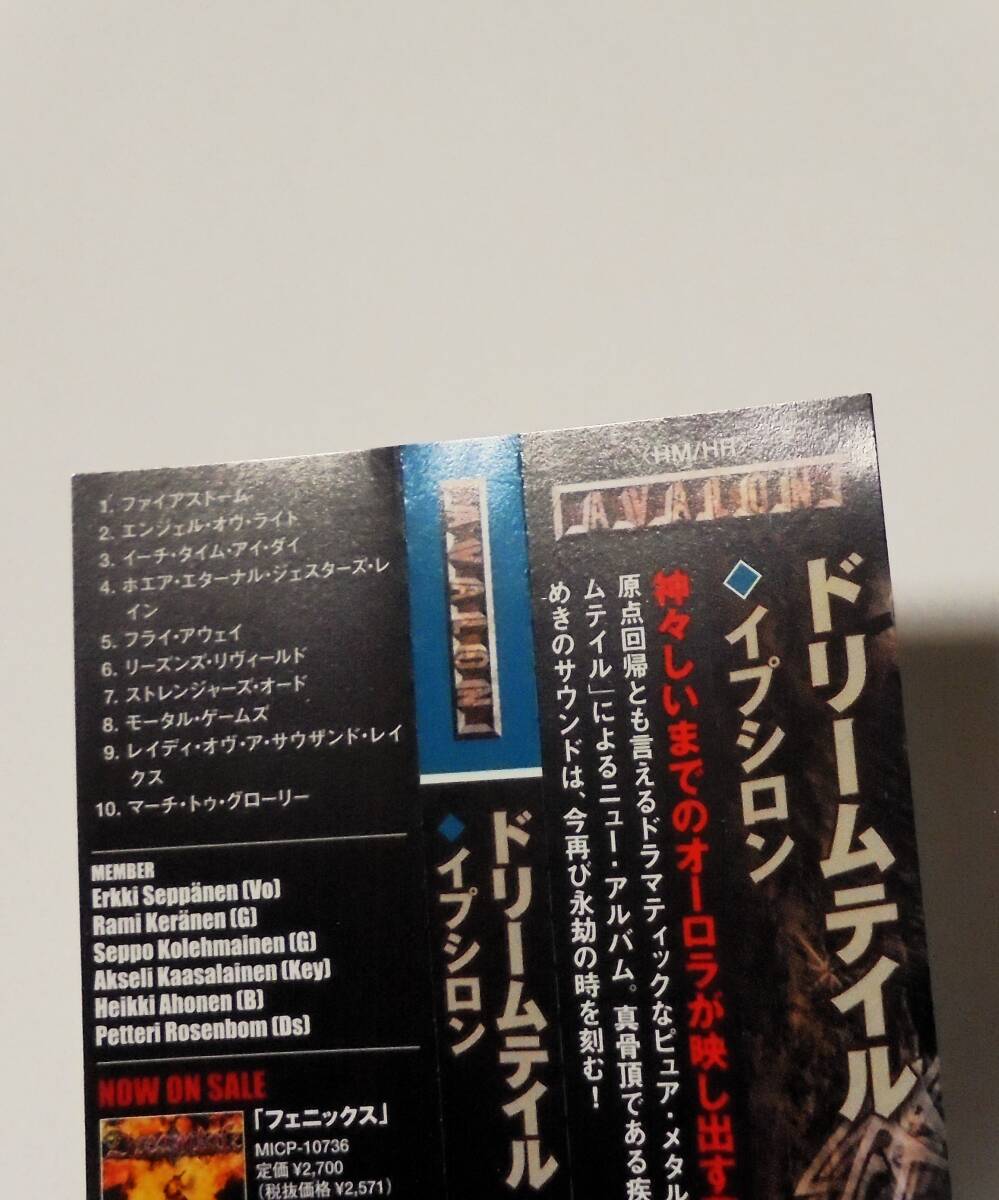 1. ファイアストーム
2. エンジェル・オヴ・ライト
3. イーチ・タイム・アイ・ダイ
4. ホエア・エターナル・ジェスターズ・レ
イン
5. フライ・アウェイ
6. リーズンズ・リヴィールド
7. ストレンジャーズ・オード
8. モータル・ゲームズ
9. レイディ・オヴ・ア・サウザンド・レイ
クス
10. マーチ・トゥ・グローリー
MEMBER
Erkki Seppänen (Vo)
Rami Keränen (G)
Seppo Kolehmainen (G)
Akseli Kaasalainen (Key)
Heikki Ahonen (B)
Petteri Rosenbom (Ds)
NOW ON SALE
「フェニックス」
MICP-10736
定価 ¥2,700
(税抜価格 ¥2,571)
AVALON
ドリームテイル
◆イプシロン
〈HM/HR〉
AVALON
ドリームテイル
◆イプシロン
神々しいまでのオーロラが映し出す
原点回帰とも言えるドラマティックなピュア・メタル
ムテイル」によるニュー・アルバム。真骨頂である疾
めきのサウンドは、今再び永劫の時を刻む!